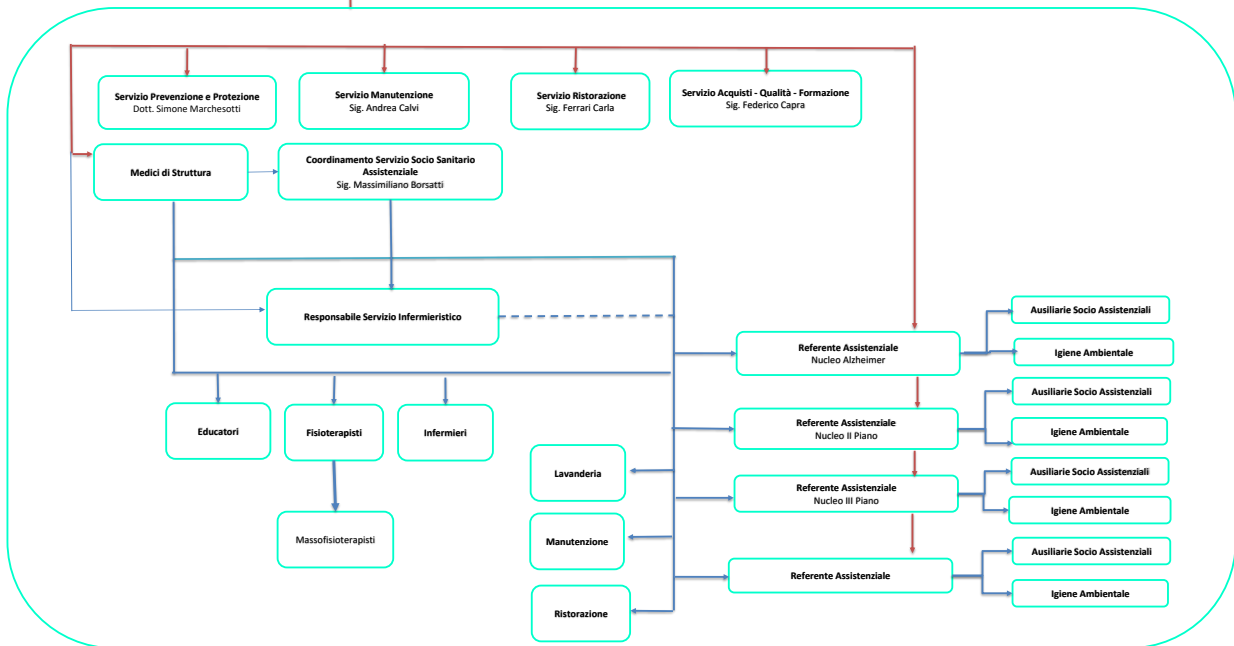 Servizio Prevenzione e Protezione
Dott. Simone Marchesotti
Servizio Manutenzione
Sig. Andrea Calvi
Servizio Ristorazione
Sig. Ferrari Carla
Servizio Acquisti - Qualità - Formazione
Sig. Federico Capra
Medici di Struttura
Coordinamento Servizio Socio Sanitario
Assistenziale
Sig. Massimiliano Borsatti
Responsabile Servizio Infermieristico
Referente Assistenziale
Nucleo Alzheimer
Ausiliarie Socio Assistenziali
Igiene Ambientale
Educatori
Fisioterapisti
Infermieri
Referente Assistenziale
Nucleo II Piano
Ausiliarie Socio Assistenziali
Igiene Ambientale
Lavanderia
Referente Assistenziale
Nucleo III Piano
Ausiliarie Socio Assistenziali
Igiene Ambientale
Massofisioterapisti
Manutenzione
Referente Assistenziale
Ausiliarie Socio Assistenziali
Igiene Ambientale
Ristorazione